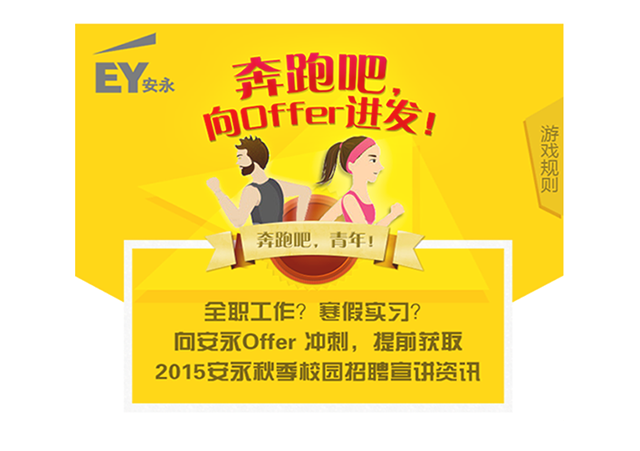 EY安永
奔跑吧，
向Offer进发！
游戏规则
奔跑吧，青年！
全职工作？寒假实习？
向安永Offer 冲刺，提前获取
2015安永秋季校园招聘宣讲资讯